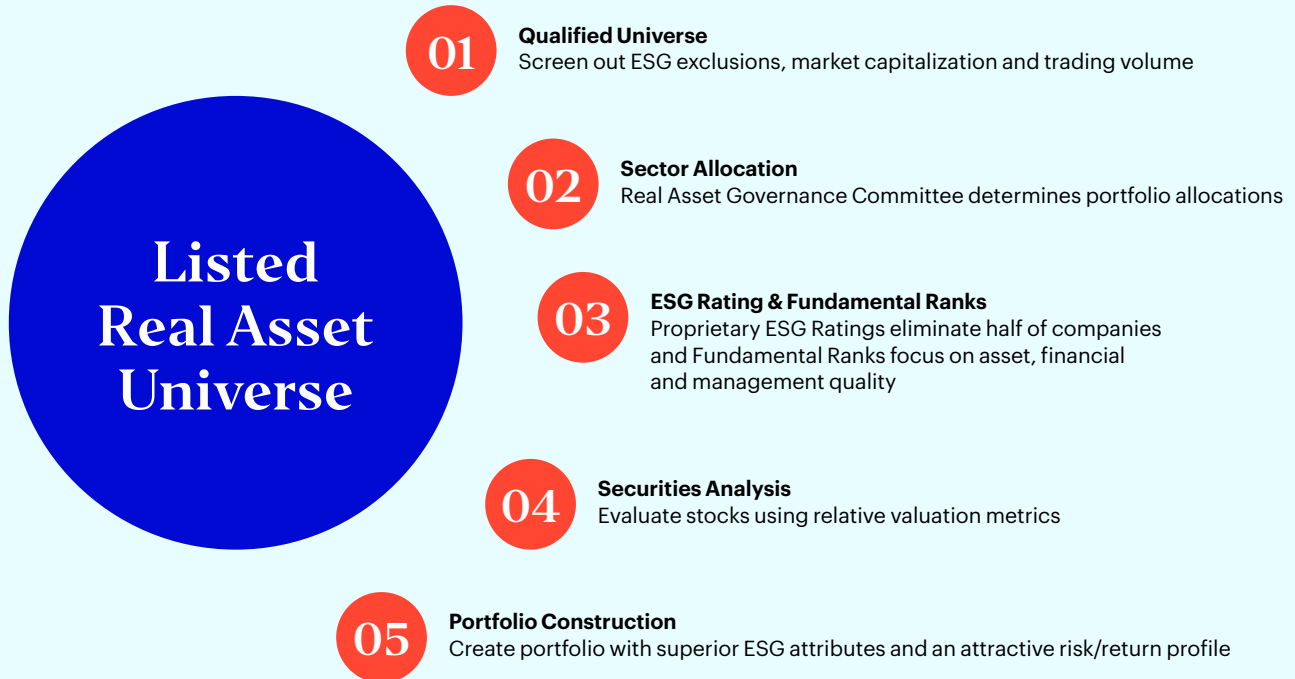 Listed
Real Asset
Universe
01
Qualified Universe
Screen out ESG exclusions, market capitalization and trading volume
02
Sector Allocation
Real Asset Governance Committee determines portfolio allocations
03
ESG Rating & Fundamental Ranks
Proprietary ESG Ratings eliminate half of companies
and Fundamental Ranks focus on asset, financial
and management quality
04
Securities Analysis
Evaluate stocks using relative valuation metrics
05
Portfolio Construction
Create portfolio with superior ESG attributes and an attractive risk/return profile